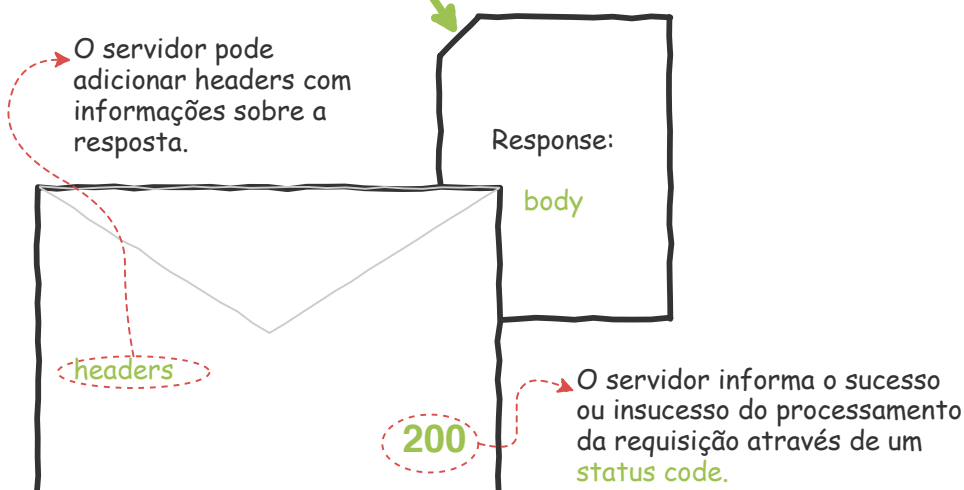 O servidor pode
adicionar headers com
informações sobre a
resposta.
Response:
body
headers
200
O servidor informa o sucesso
ou insucesso do processamento
da requisição através de um
status code.